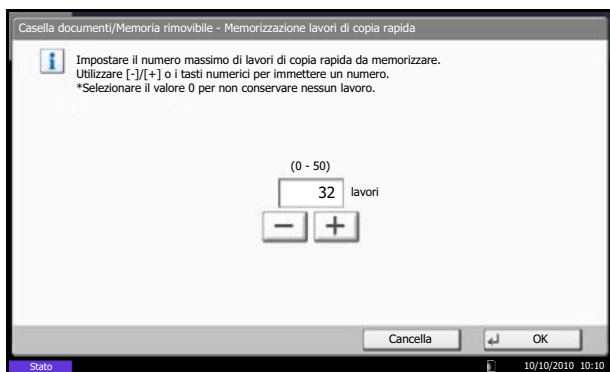 Casella documenti/Memoria rimovibile - Memorizzazione lavori di copia rapida
Impostare il numero massimo di lavori di copia rapida da memorizzare.
Utilizzare [-]/[+] o i tasti numerici per immettere un numero.
*Selezionare il valore 0 per non conservare nessun lavoro.
(0 - 50)
32 lavori
Cancella OK
Stato 10/10/2010 10:10